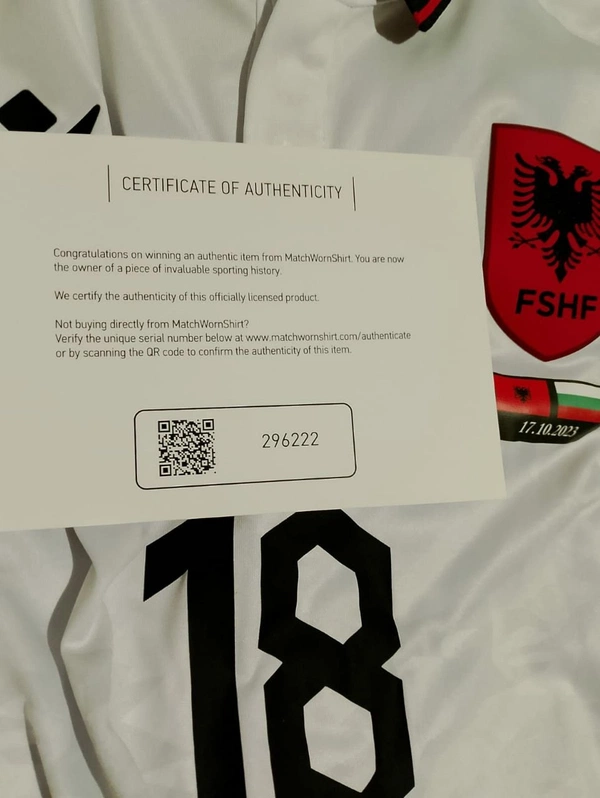 CERTIFICATE OF AUTHENTICITY
Congratulations on winning an authentic item from MatchWornShirt. You are now
the owner of a piece of invaluable sporting history.
We certify the authenticity of this officially licensed product.
Not buying directly from MatchWornShirt?
Verify the unique serial number below at www.matchwornshirt.com/authenticate
or by scanning the QR code to confirm the authenticity of this item.
296222
FSHF
17.10.2023
18